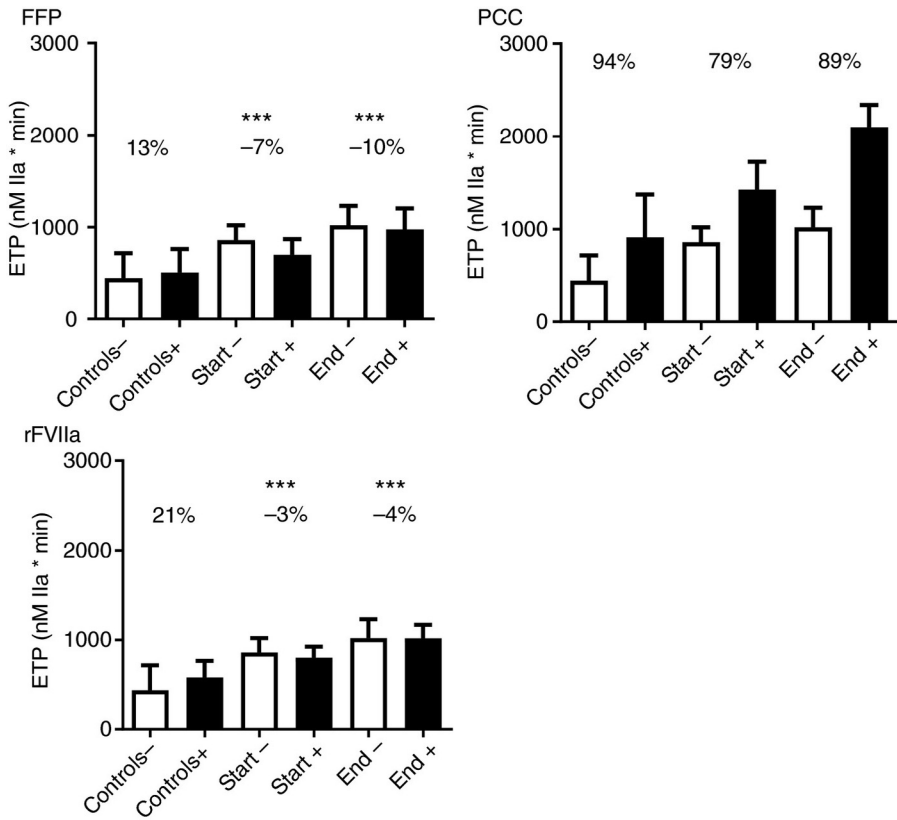 FFP
3000
2000
1000
0
ETP (nM IIa * min)
*** ***
13% –7% –10%
Controls–
Controls+
Start –
Start +
End –
End +
PCC
3000
2000
1000
0
ETP (nM IIa * min)
94% 79% 89%
Controls–
Controls+
Start –
Start +
End –
End +
rFVIIa
3000
2000
1000
0
ETP (nM IIa * min)
*** ***
21% –3% –4%
Controls–
Controls+
Start –
Start +
End –
End +